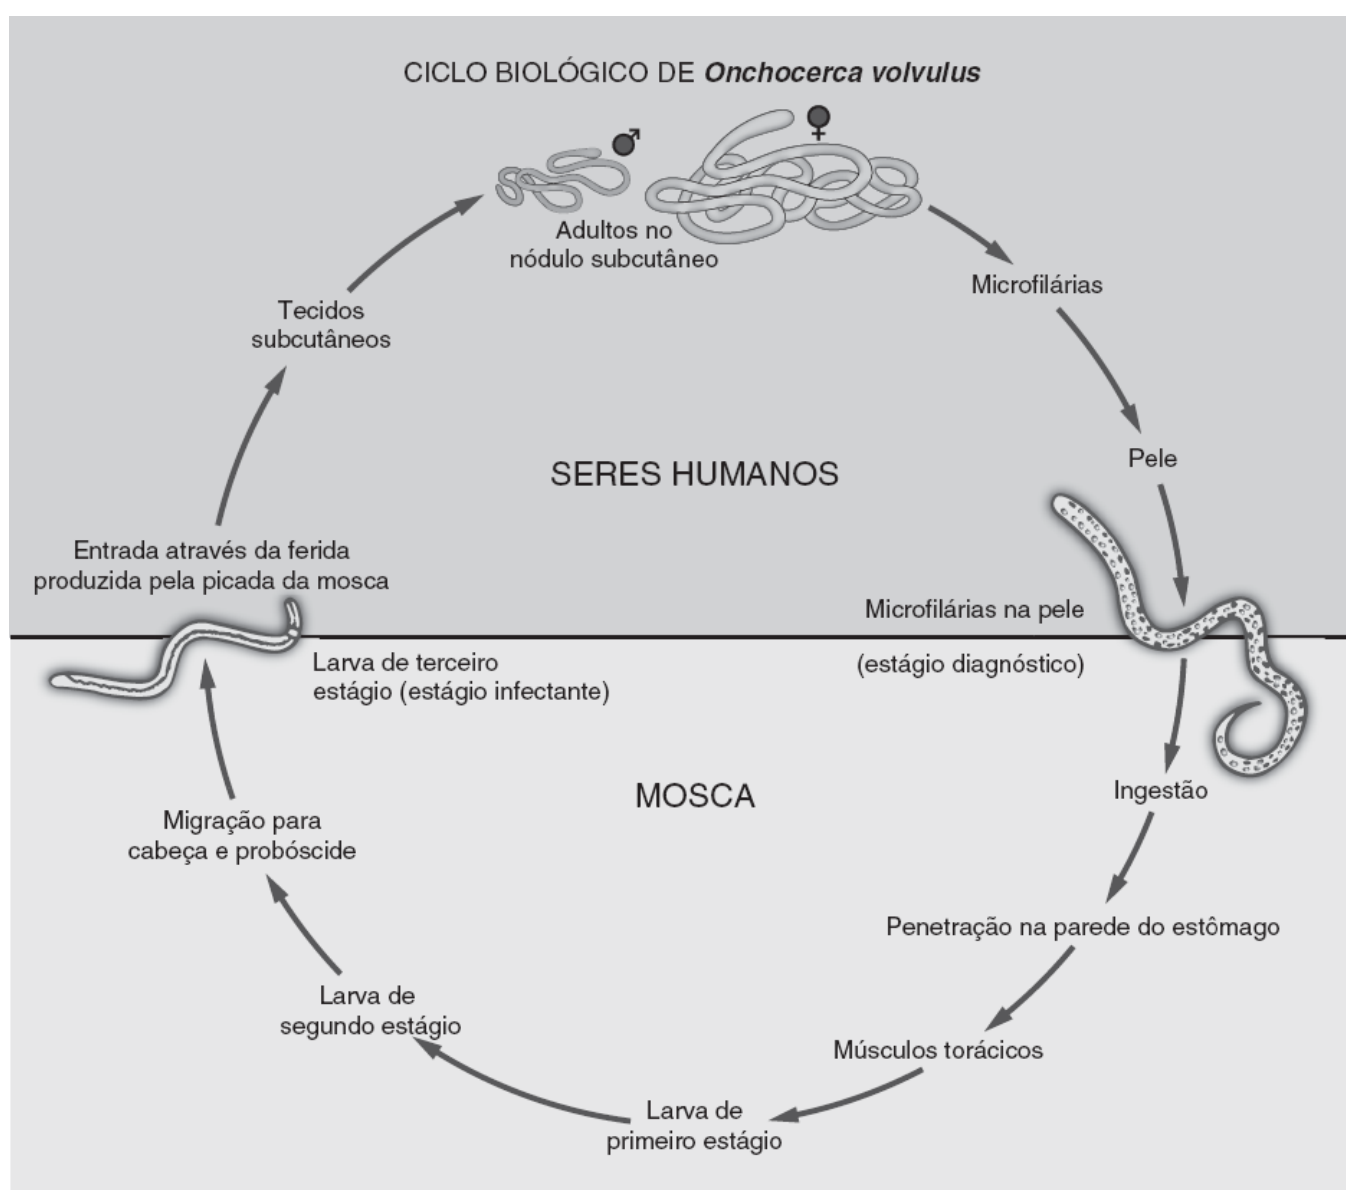 CICLO BIOLÓGICO DE Onchocerca volvulus
Adultos no
nódulo subcutâneo
Microfilárias
Pele
Microfilárias na pele
(estágio diagnóstico)
Ingestão
Penetração na parede do estômago
Músculos torácicos
Larva de
primeiro estágio
Larva de
segundo estágio
Migração para
cabeça e probóscide
Larva de terceiro
estágio (estágio infectante)
Entrada através da ferida
produzida pela picada da mosca
Tecidos
subcutâneos
SERES HUMANOS
MOSCA